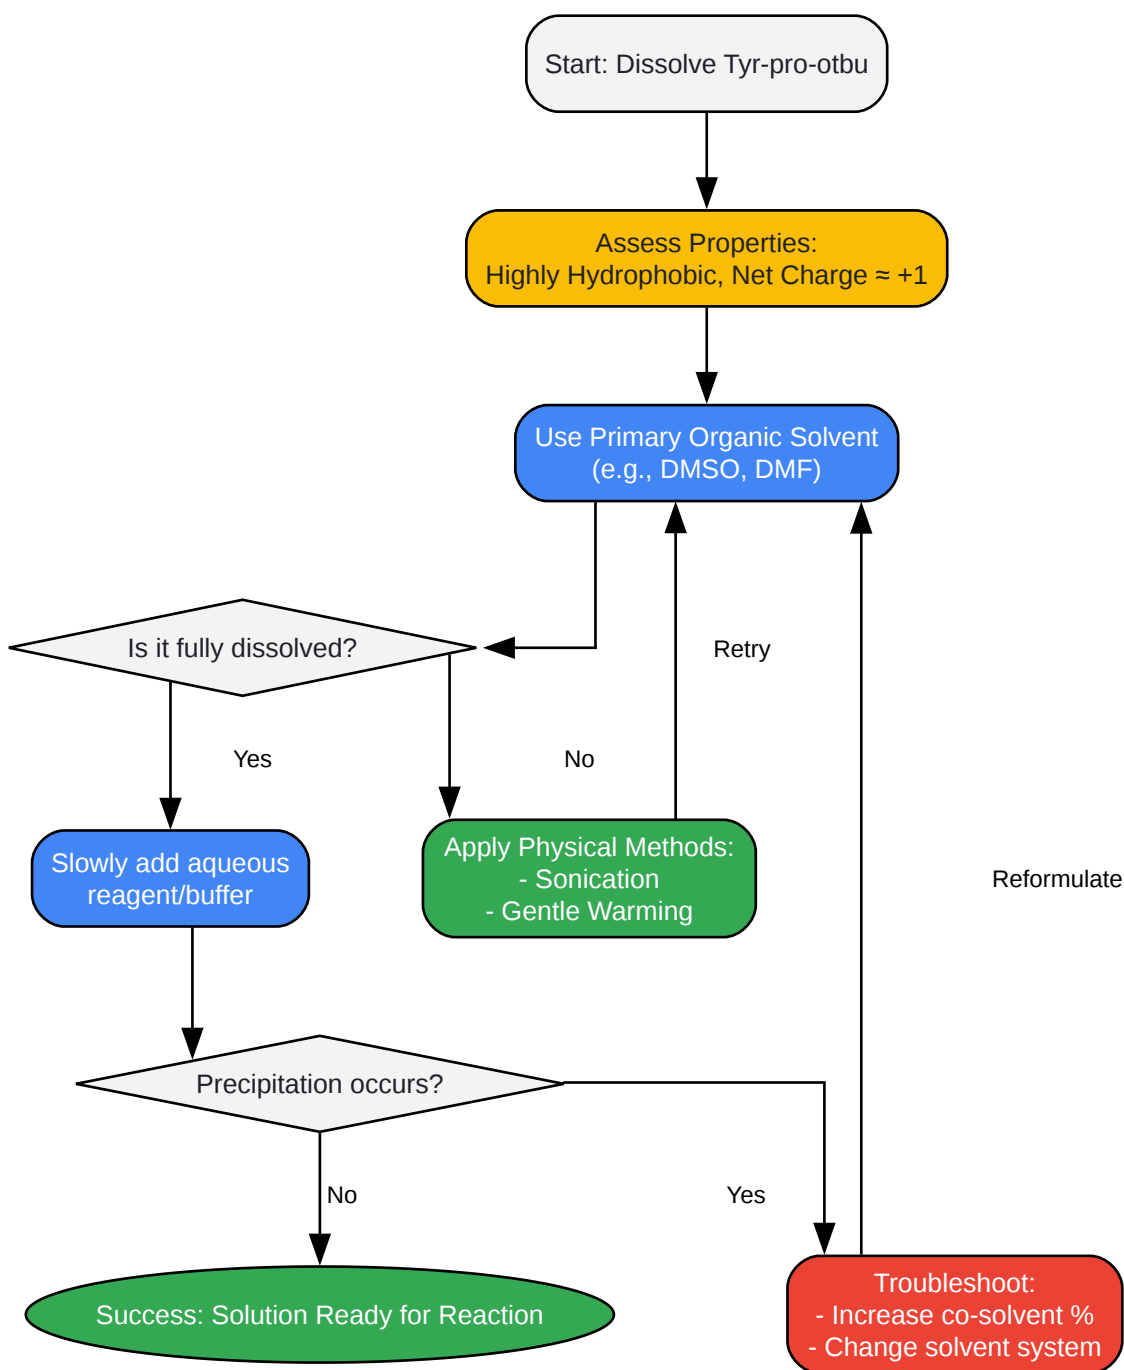 Start: Dissolve Tyr-pro-otbu
Assess Properties:
Highly Hydrophobic, Net Charge ≈ +1
Use Primary Organic Solvent
(e.g., DMSO, DMF)
Is it fully dissolved?
Retry
Yes
No
Slowly add aqueous
reagent/buffer
Apply Physical Methods:
- Sonication
- Gentle Warming
Reformulate
Precipitation occurs?
No
Yes
Success: Solution Ready for Reaction
Troubleshoot:
- Increase co-solvent %
- Change solvent system